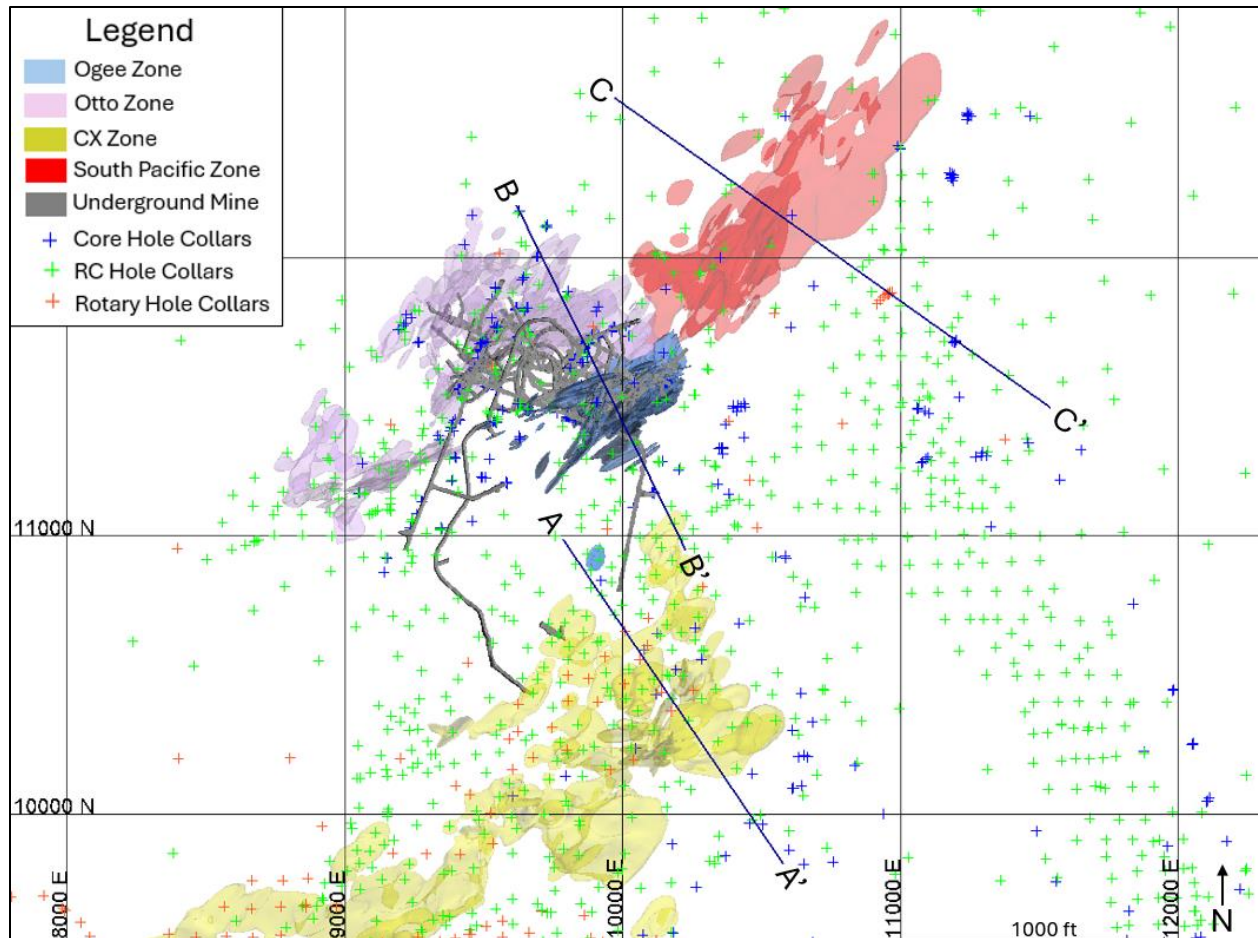 Legend
Ogee Zone
Otto Zone
CX Zone
South Pacific Zone
Underground Mine
Core Hole Collars
RC Hole Collars
Rotary Hole Collars
C
B
C'
11000 N
A
B'
10000 N
A'
8000 E
9000 E
10000 E
11000 E
12000 E
1000 ft
N